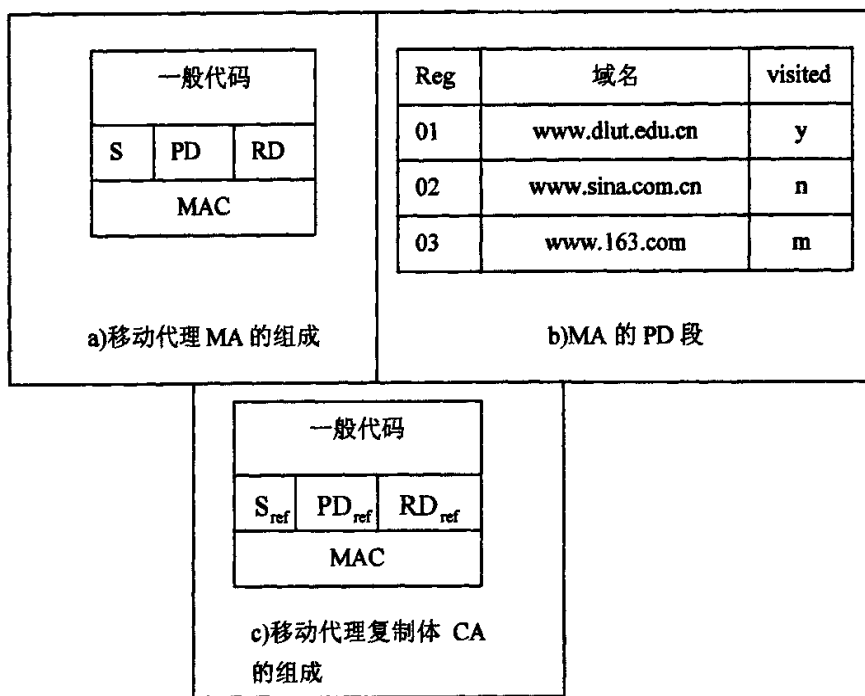 一般代码
S PD RD
MAC
a)移动代理 MA 的组成
Reg 域名 visited
01 www.dlut.edu.cn y
02 www.sina.com.cn n
03 www.163.com m
b)MA 的 PD 段
一般代码
S_ref PD_ref RD_ref
MAC
c)移动代理复制体 CA
的组成